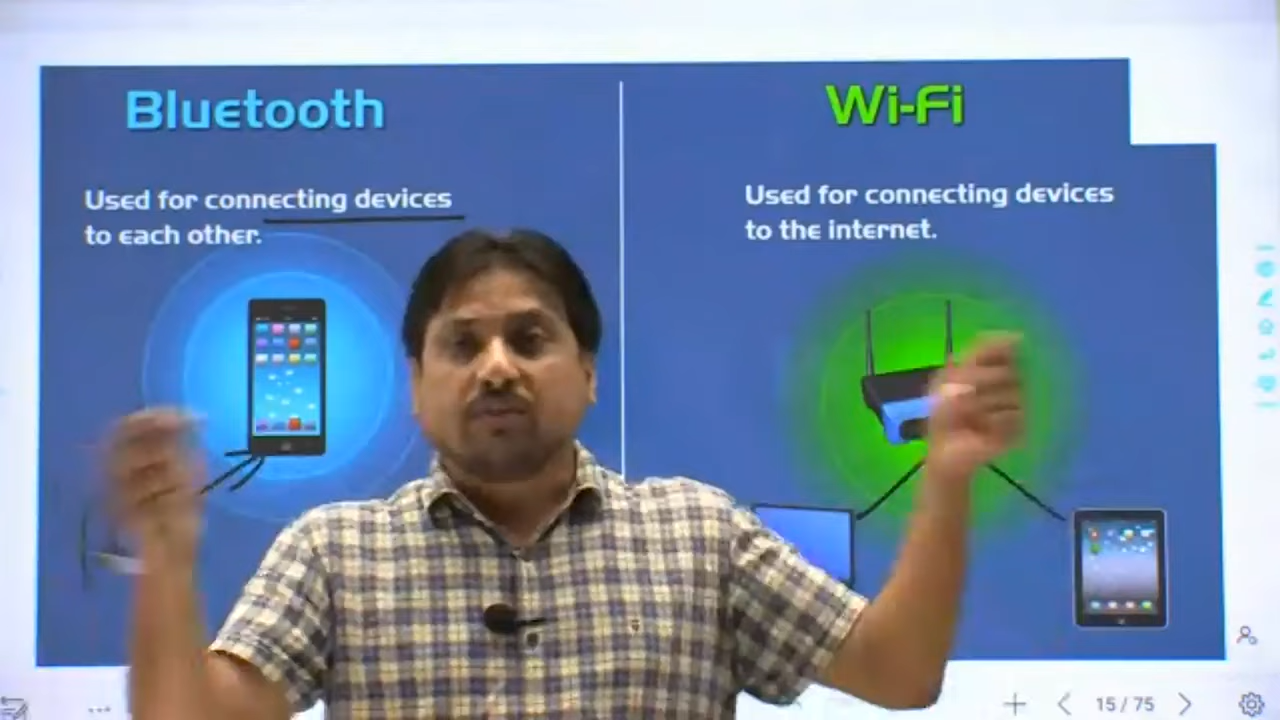 Bluetooth
Used for connecting devices
to each other.
Wi-Fi
Used for connecting devices
to the internet.
15 / 75